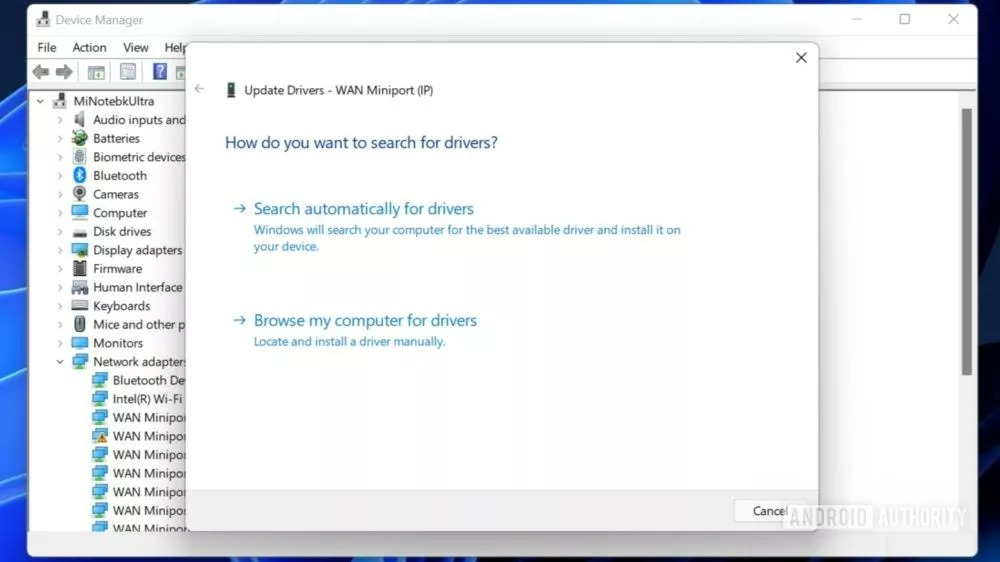 Device Manager
File Action View Help
Update Drivers - WAN Miniport (IP)
How do you want to search for drivers?
Search automatically for drivers
Windows will search your computer for the best available driver and install it on
your device.
Browse my computer for drivers
Locate and install a driver manually.
Cancel
MiNotebkUltra
Audio inputs and
Batteries
Biometric devices
Bluetooth
Cameras
Computer
Disk drives
Display adapters
Firmware
Human Interface
Keyboards
Mice and other p
Monitors
Network adapters
Bluetooth De
Intel(R) Wi-Fi
WAN Minipor
WAN Minipor
WAN Minipor
WAN Minipor
WAN Minipor
WAN Minipor
WAN Minipor
ANDROID AUTHORITY